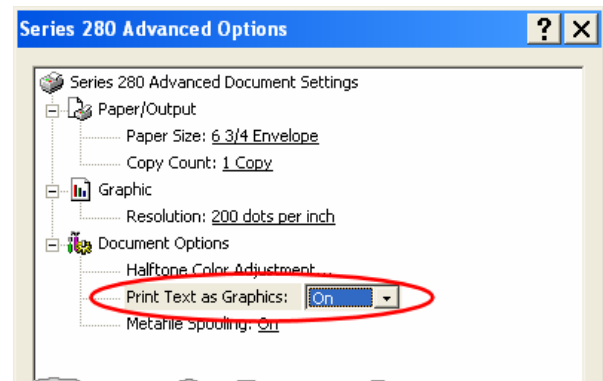 Series 280 Advanced Options
Series 280 Advanced Document Settings
Paper/Output
Paper Size: 6 3/4 Envelope
Copy Count: 1 Copy
Graphic
Resolution: 200 dots per inch
Document Options
Halftone Color Adjustment...
Print Text as Graphics: On
Metafile Spooling: On